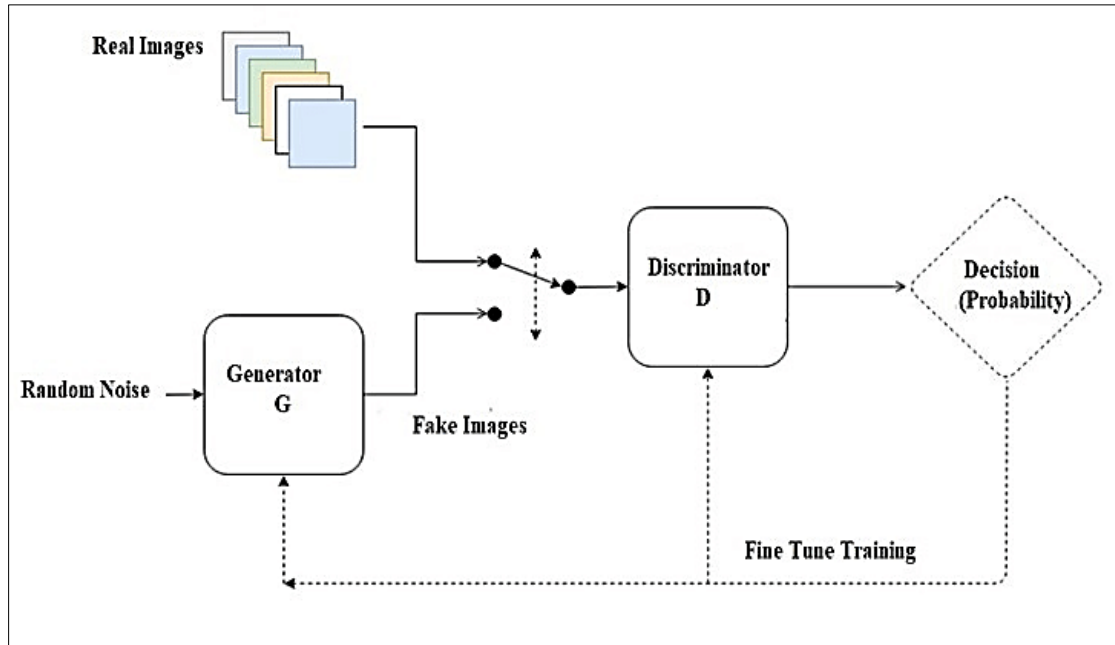 Real Images
Discriminator
D
Decision
(Probability)
Generator
G
Random Noise
Fake Images
Fine Tune Training